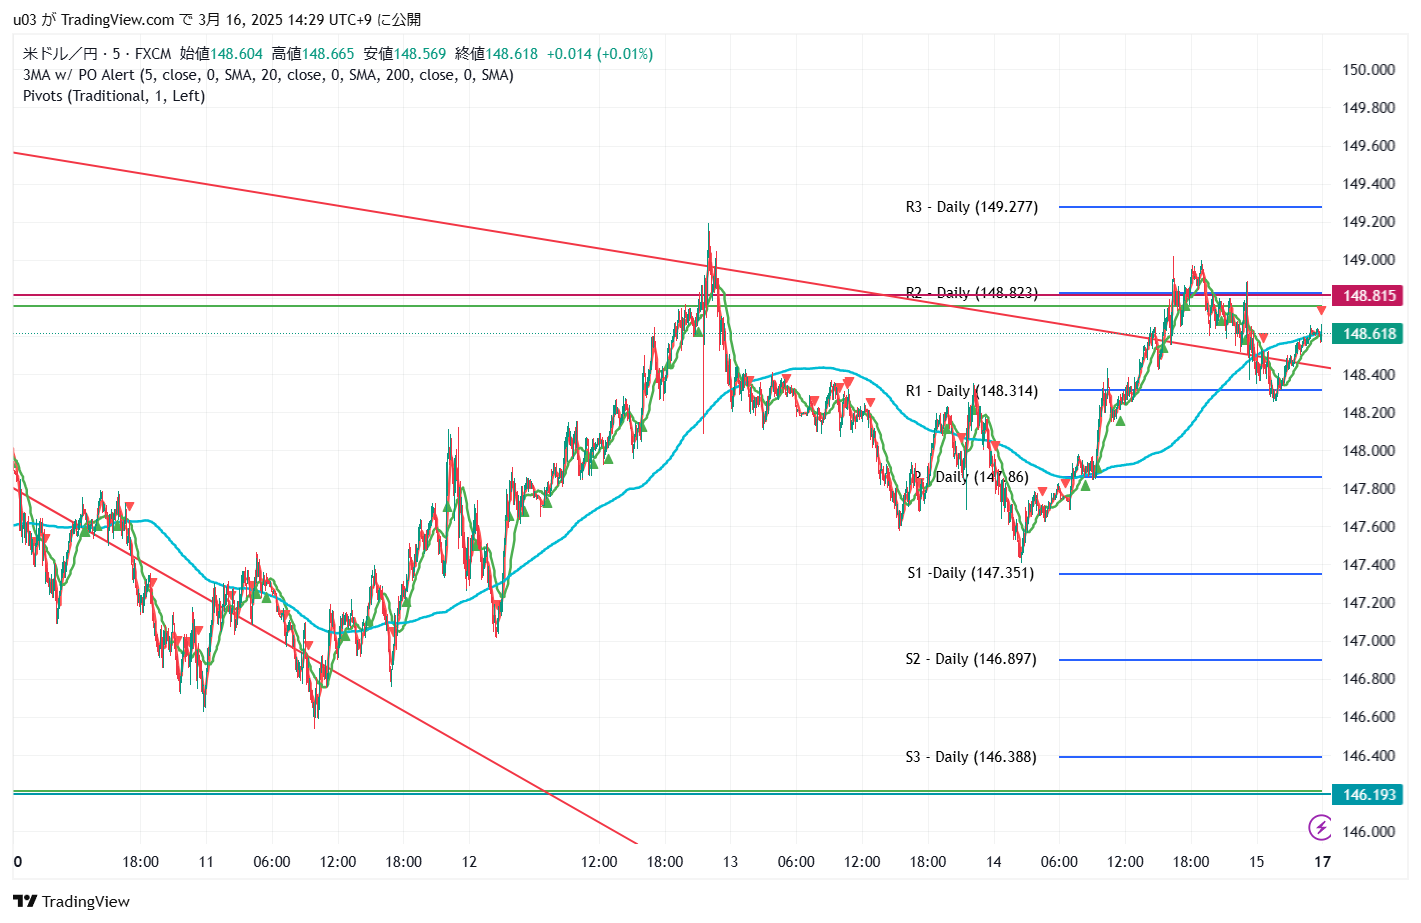 u03 が TradingView.com で 3月 16, 2025 14:29 UTC+9 に公開
米ドル／円 · 5 · FXCM 始値148.604 高値148.665 安値148.569 終値148.618 +0.014 (+0.01%)
3MA w/ PO Alert (5, close, 0, SMA, 20, close, 0, SMA, 200, close, 0, SMA)
Pivots (Traditional, 1, Left)
150.000
149.800
149.600
149.400
149.200
149.000
148.815
148.618
148.400
148.200
148.000
147.800
147.600
147.400
147.200
147.000
146.800
146.600
146.400
146.193
146.000
R3 - Daily (149.277)
R2 - Daily (148.823)
R1 - Daily (148.314)
P - Daily (147.86)
S1 -Daily (147.351)
S2 - Daily (146.897)
S3 - Daily (146.388)
0 18:00 11 06:00 12:00 18:00 12 12:00 18:00 13 06:00 12:00 18:00 14 06:00 12:00 18:00 15 17
TradingView